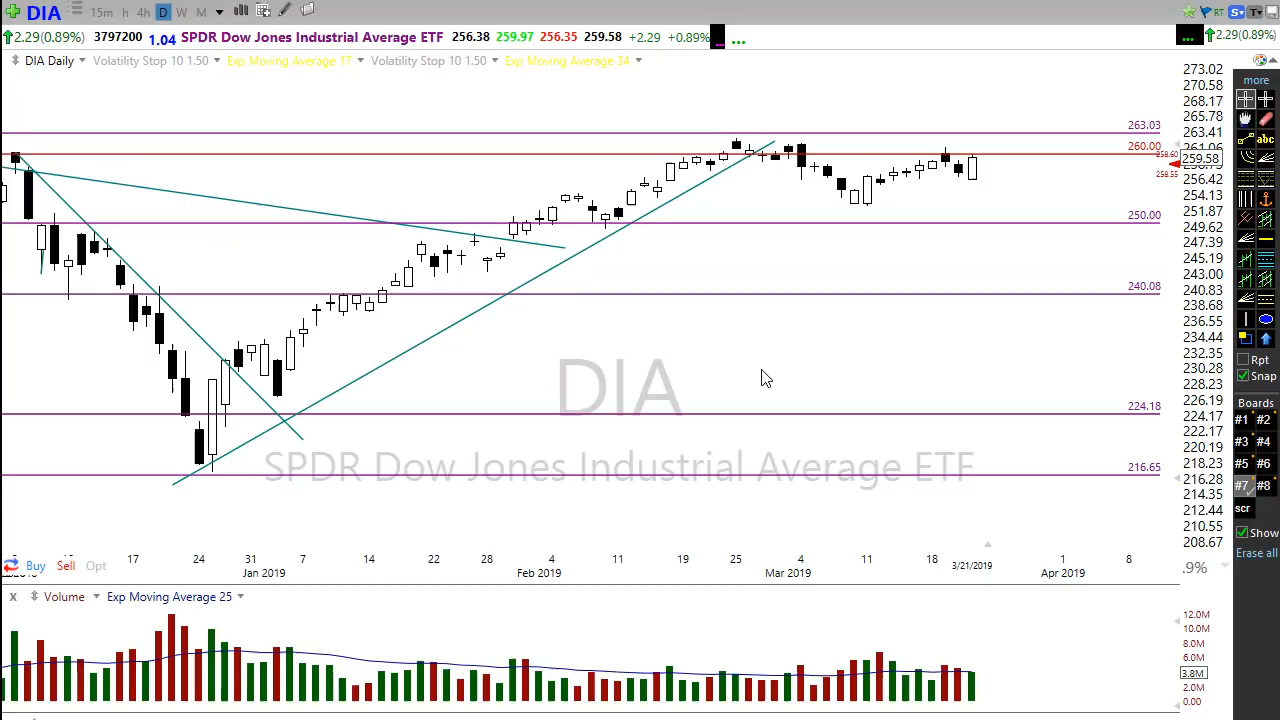 DIA 15m h 4h D W M RT S T
2.29(0.89%) 3797200 1.04 SPDR Dow Jones Industrial Average ETF 256.38 259.97 256.35 259.58 +2.29 +0.89% ... ... 2.29(0.89%)
DIA Daily Volatility Stop 10 1.50 Exp Moving Average 17 Volatility Stop 10 1.50 Exp Moving Average 34
273.02
more
270.58
268.17
265.78
263.03
263.41
abc
260.00
258.60
259.58
258.55
256.42
254.13
250.00
251.87
249.62
247.39
245.19
243.00
240.08
240.83
238.68
236.55
234.44
232.35
Rpt
230.28
Snap
228.23
DIA
226.19
Boards
224.18
224.17
#1 #2
222.17
#3 #4
220.19
SPDR Dow Jones Industrial Average ETF
218.23
#5 #6
216.65
216.28
#7 #8
214.35
scr
212.44
210.55
Show
208.67
Erase all
17 24 31 7 14 22 28 4 11 19 25 4 11 18 1 8
Buy Sell Opt
Jan 2019 Feb 2019 Mar 2019 3/21/2019 Apr 2019
.9%
X Volume Exp Moving Average 25
12.0M
10.0M
8.0M
6.0M
3.8M
2.0M
0.00